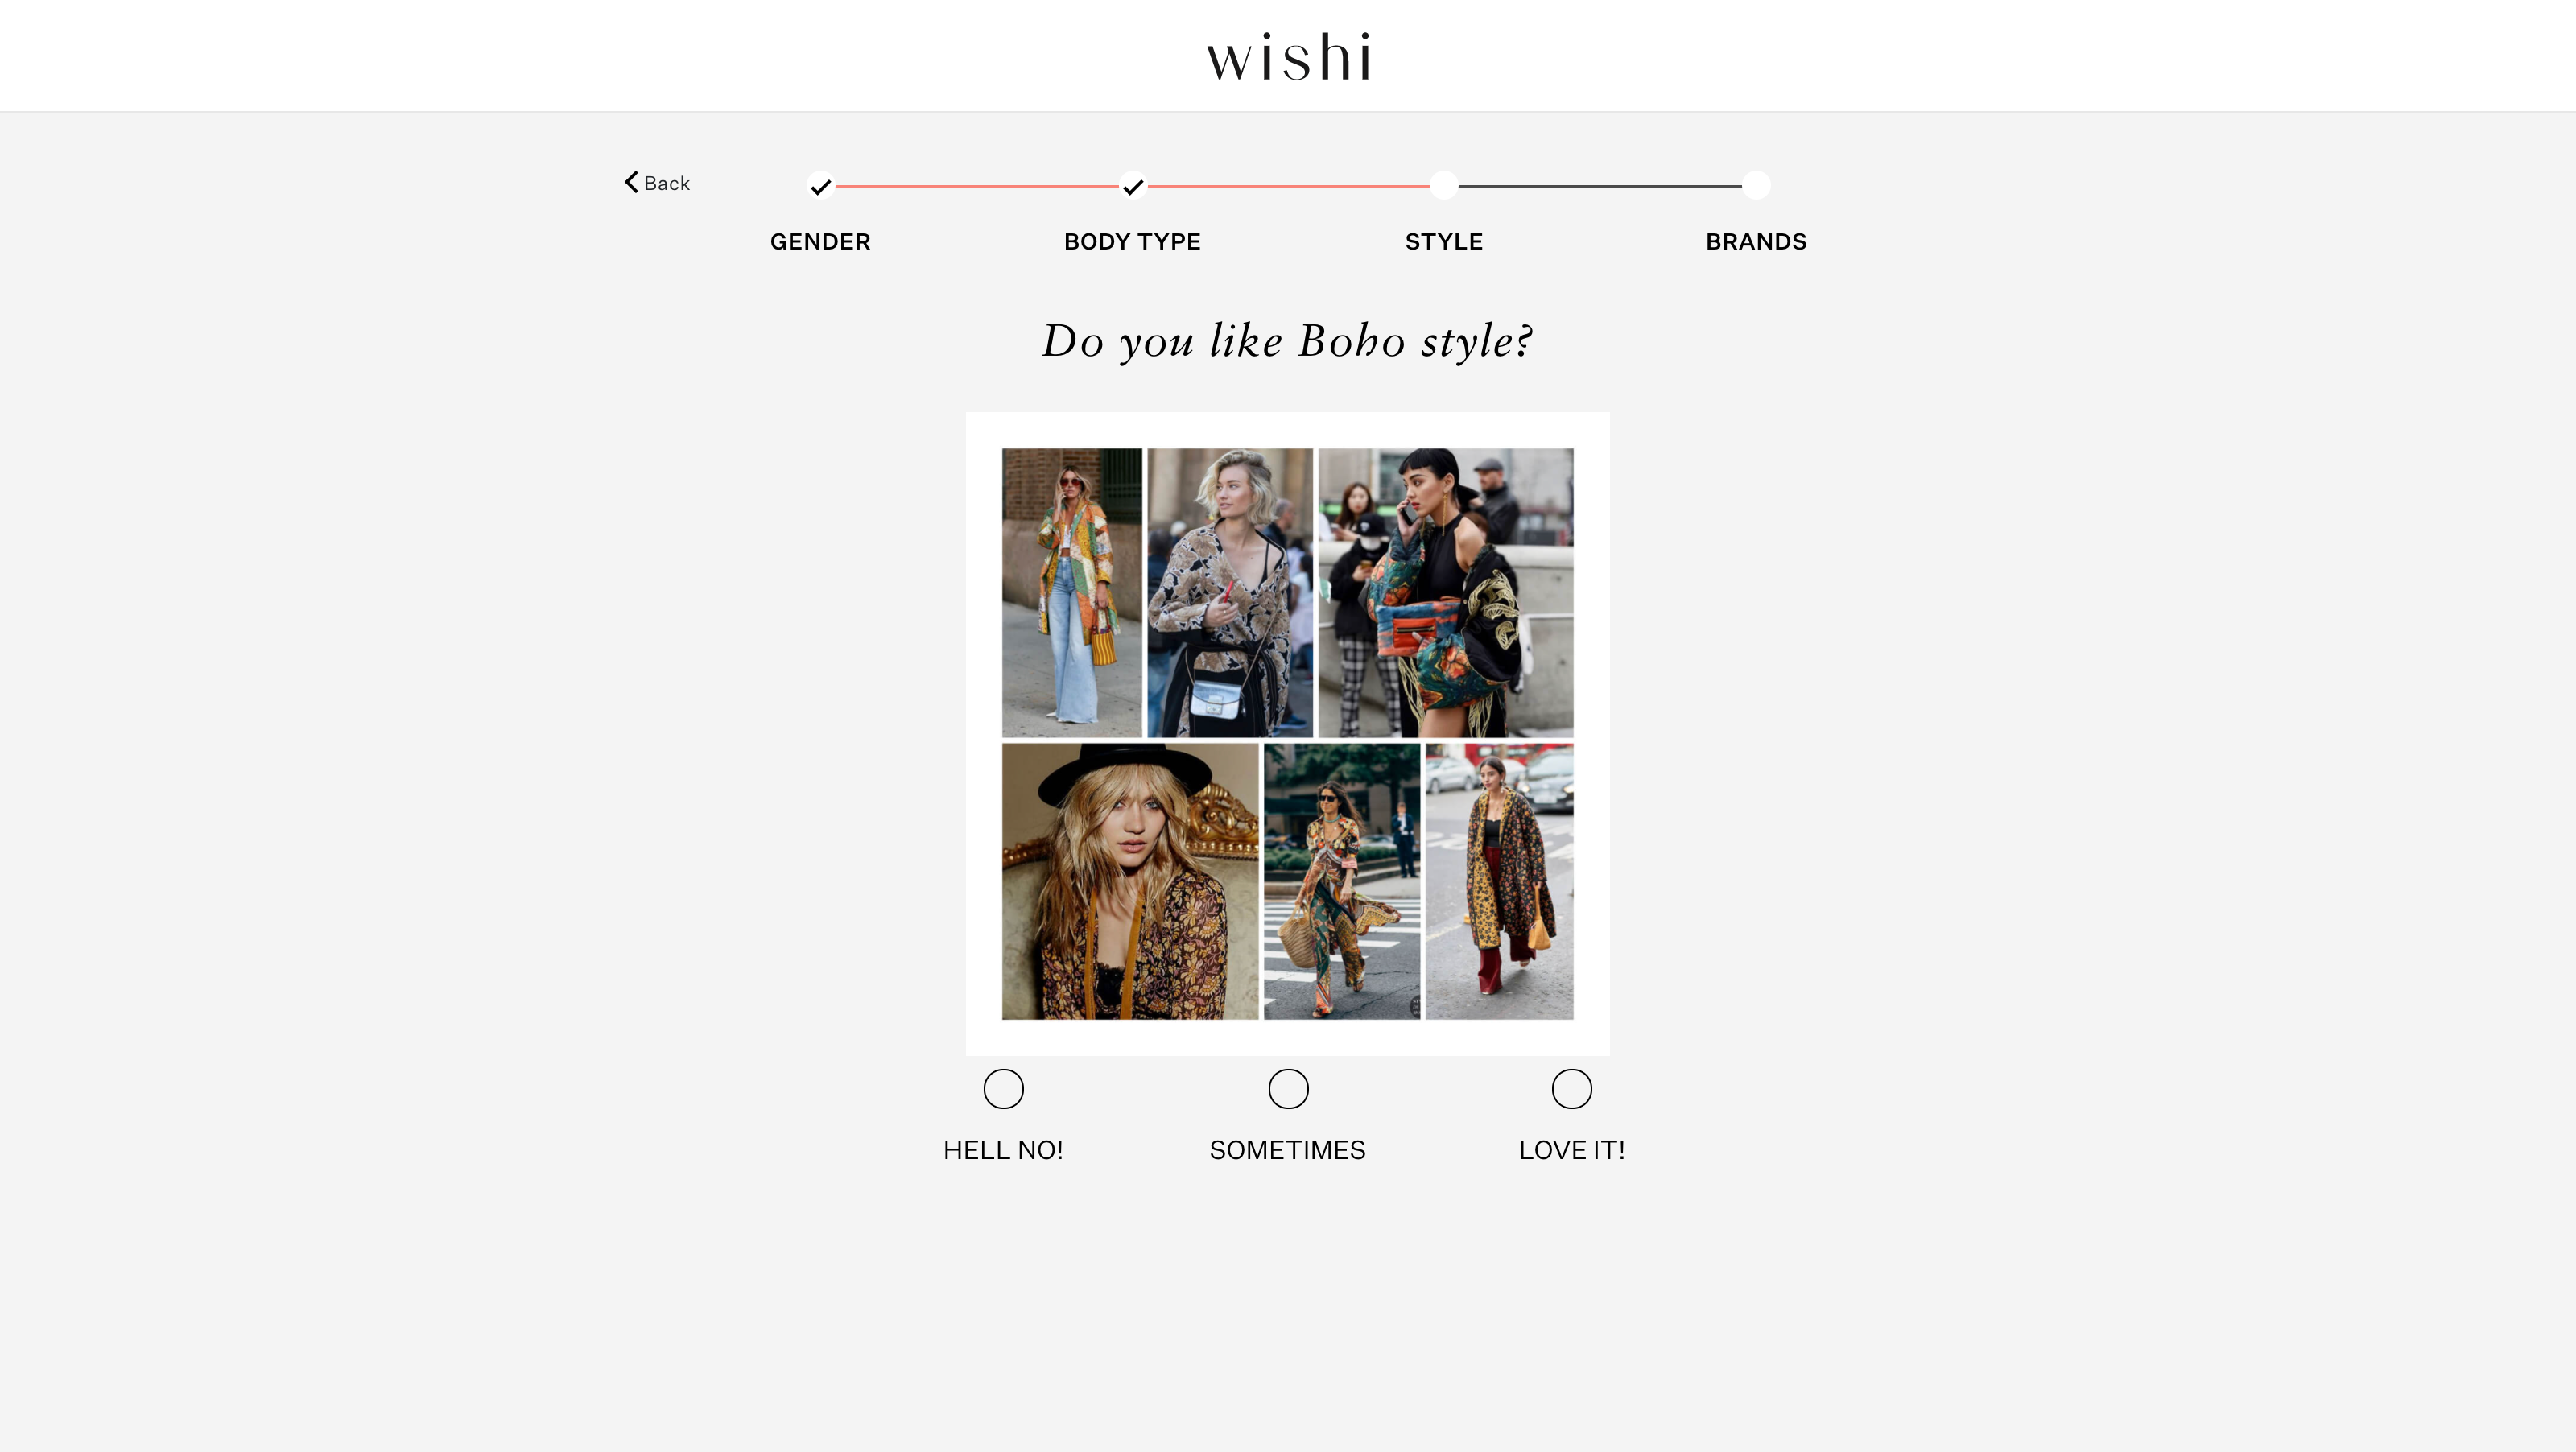 wishi
Back
GENDER
BODY TYPE
STYLE
BRANDS
Do you like Boho style?
HELL NO!
SOMETIMES
LOVE IT!